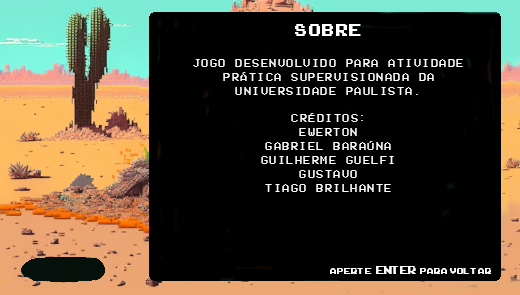 SOBRE
JOGO DESENVOLVIDO PARA ATIVIDADE
PRÁTICA SUPERVISIONADA DA
UNIVERSIDADE PAULISTA.
CRÉDITOS:
EWERTON
GABRIEL BARAÚNA
GUILHERME GUELFI
GUSTAVO
TIAGO BRILHANTE
APERTE ENTER PARA VOLTAR